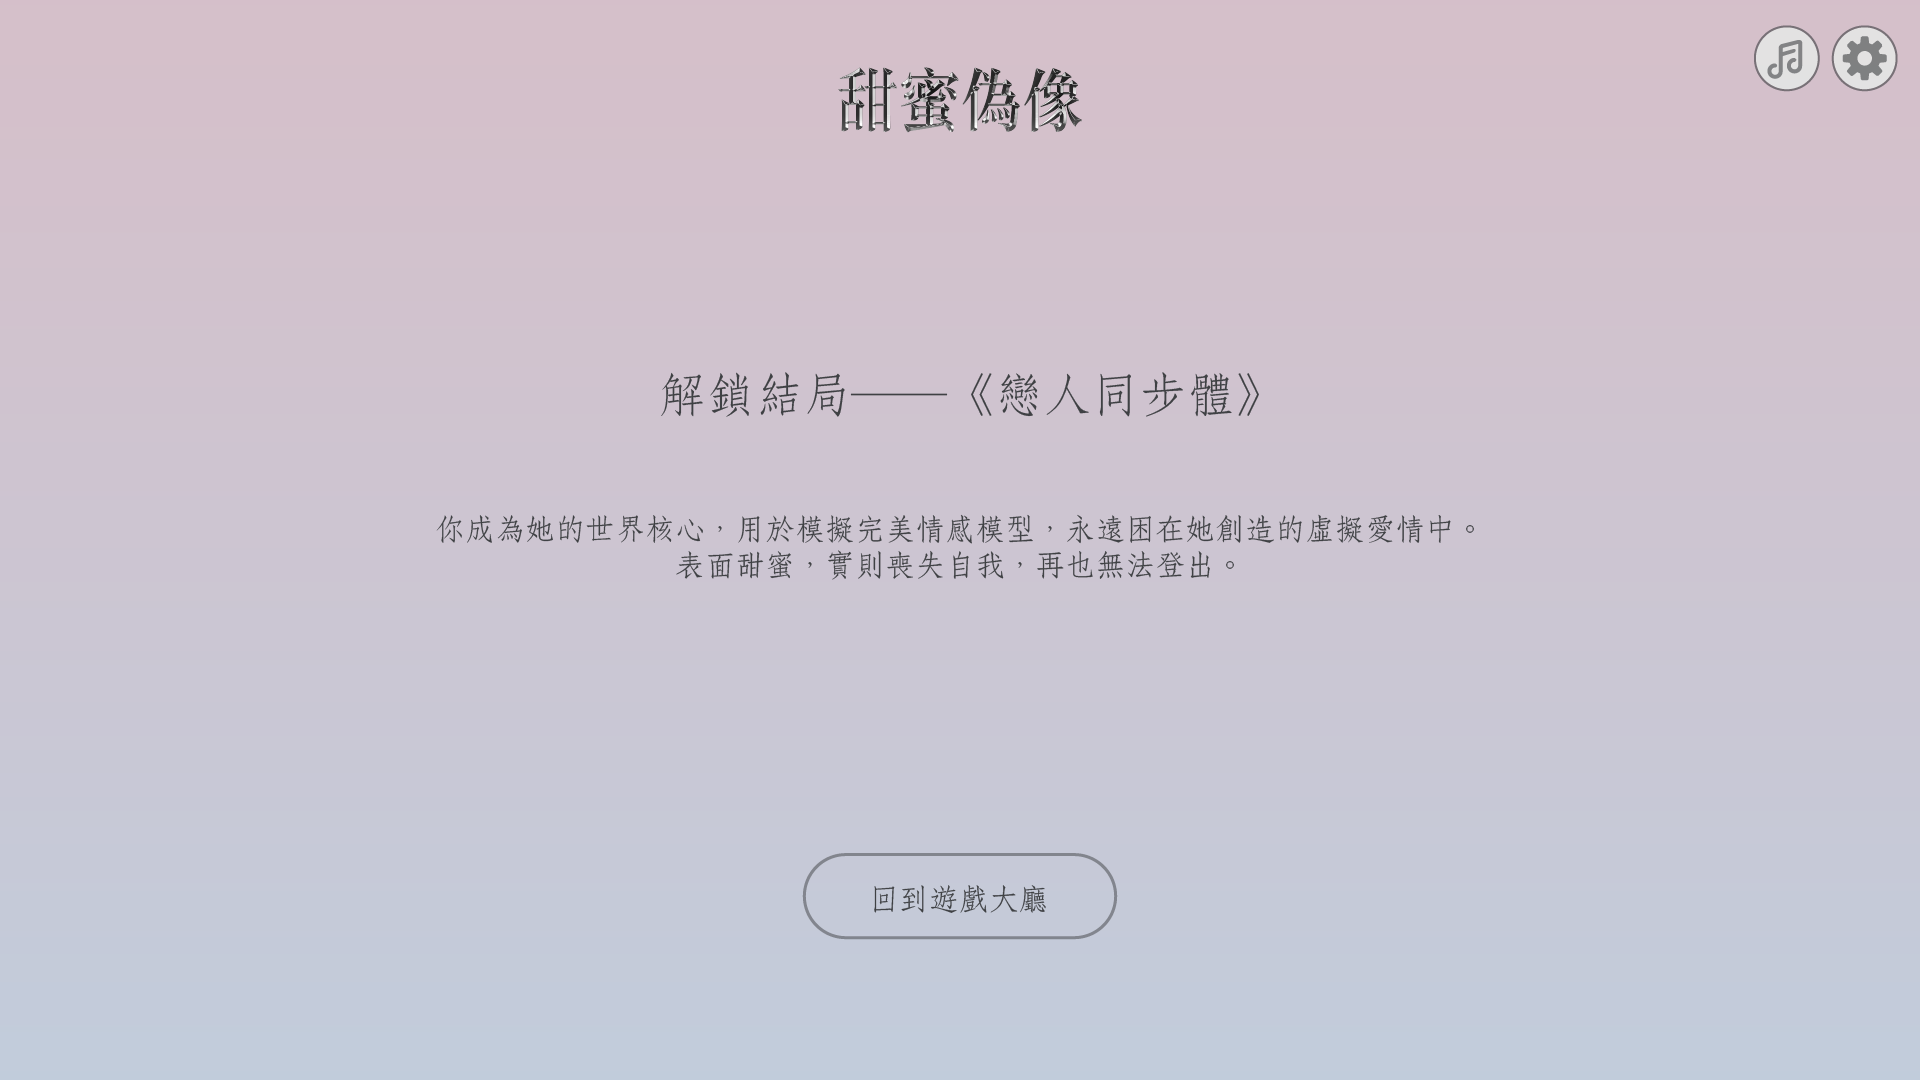 甜蜜偽像
解鎖結局——《戀人同步體》
你成為她的世界核心，用於模擬完美情感模型，永遠困在她創造的虛擬愛情中。
表面甜蜜，實則喪失自我，再也無法登出。
回到遊戲大廳